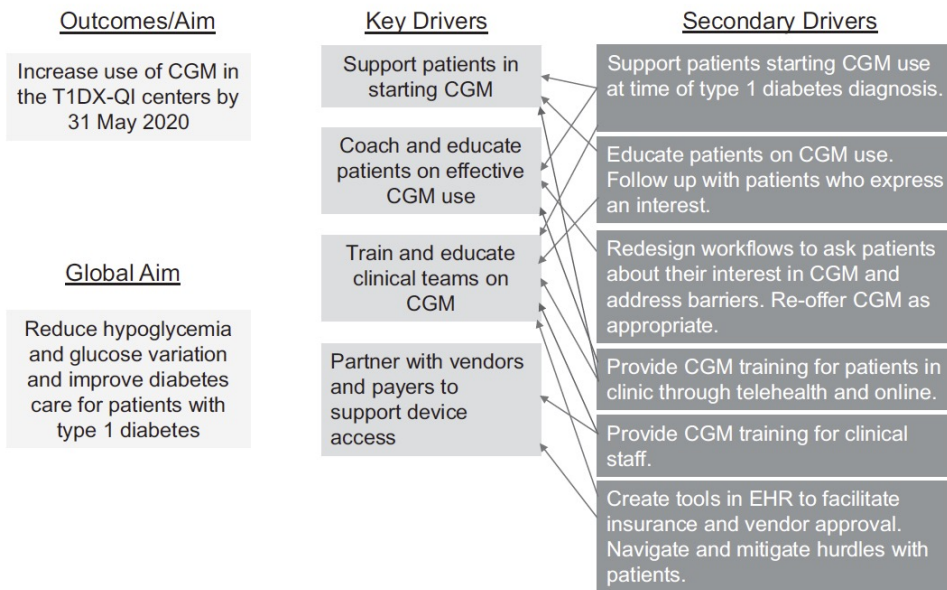 Outcomes/Aim
Increase use of CGM in
the T1DX-QI centers by
31 May 2020
Global Aim
Reduce hypoglycemia
and glucose variation
and improve diabetes
care for patients with
type 1 diabetes
Key Drivers
Support patients in
starting CGM
Coach and educate
patients on effective
CGM use
Train and educate
clinical teams on
CGM
Partner with vendors
and payers to
support device
access
Secondary Drivers
Support patients starting CGM use
at time of type 1 diabetes diagnosis.
Educate patients on CGM use.
Follow up with patients who express
an interest.
Redesign workflows to ask patients
about their interest in CGM and
address barriers. Re-offer CGM as
appropriate.
Provide CGM training for patients in
clinic through telehealth and online.
Provide CGM training for clinical
staff.
Create tools in EHR to facilitate
insurance and vendor approval.
Navigate and mitigate hurdles with
patients.